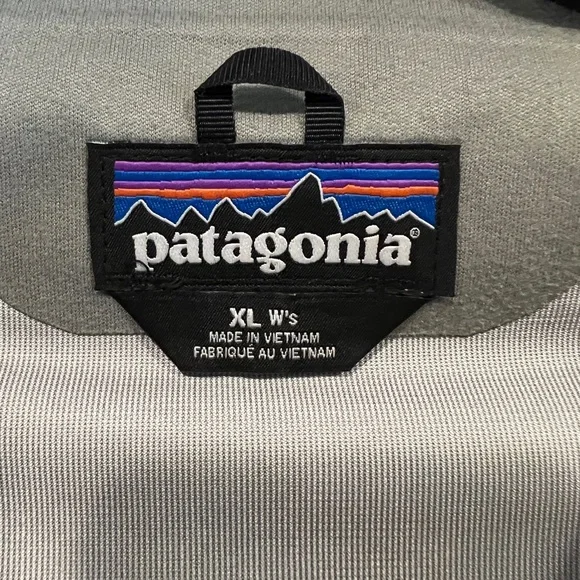 patagonia®
XL W's
MADE IN VIETNAM
FABRIQUÉ AU VIETNAM